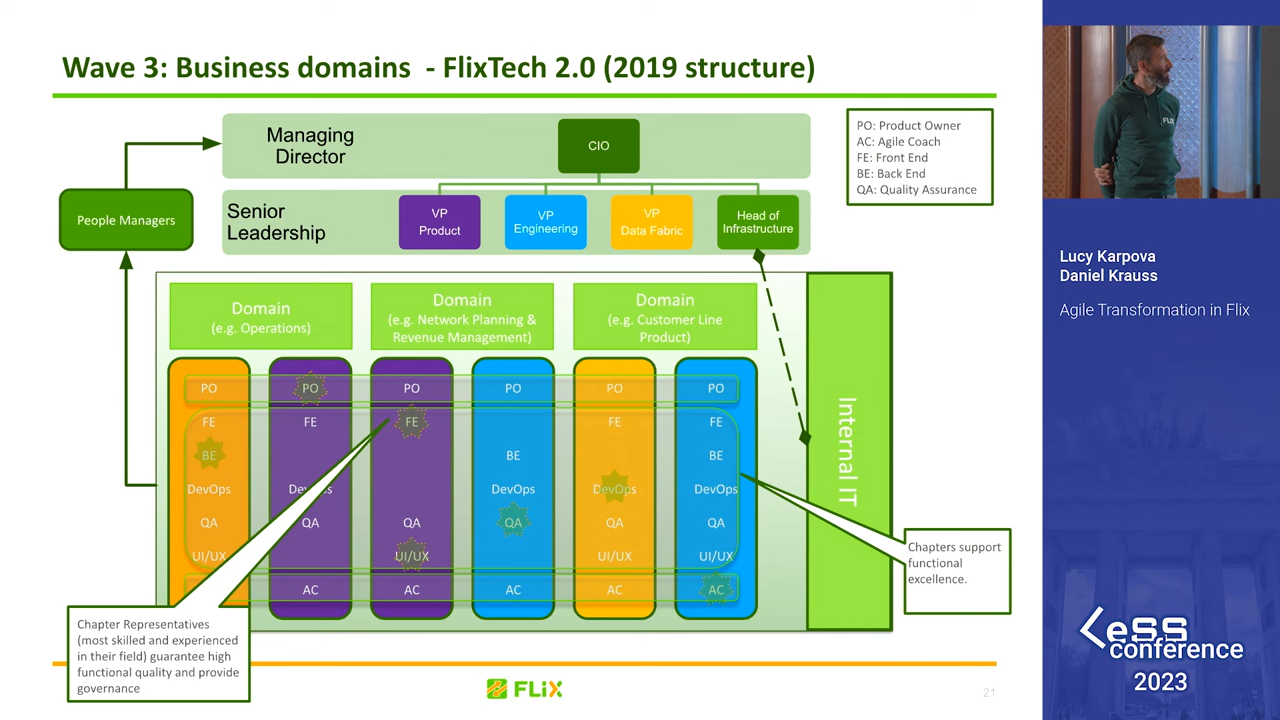 Wave 3: Business domains - FlixTech 2.0 (2019 structure)
Managing
Director
CIO
PO: Product Owner
AC: Agile Coach
FE: Front End
BE: Back End
QA: Quality Assurance
People Managers
Senior
Leadership
VP
Product
VP
Engineering
VP
Data Fabric
Head of
Infrastructure
Domain
(e.g. Operations)
Domain
(e.g. Network Planning &
Revenue Management)
Domain
(e.g. Customer Line
Product)
Internal IT
PO PO PO PO PO PO
FE FE FE FE FE
BE BE BE
DevOps DevOps DevOps DevOps DevOps
QA QA QA QA QA
UI/UX UI/UX UI/UX UI/UX
AC AC AC AC AC
Chapters support
functional
excellence.
Chapter Representatives
(most skilled and experienced
in their field) guarantee high
functional quality and provide
governance
FLiX
21
FLiX
Lucy Karpova
Daniel Krauss
Agile Transformation in Flix
LeSS
conference
2023